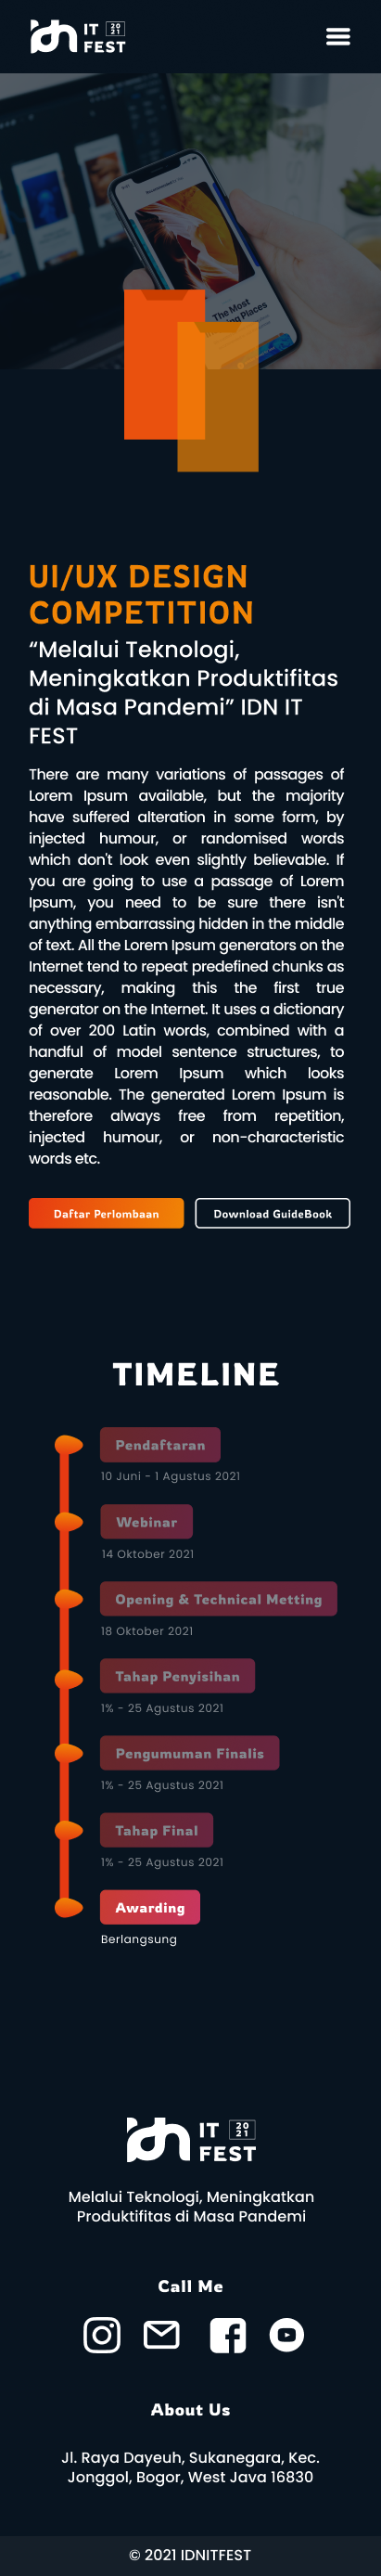 idn IT 2021
FEST
The Most
ing Places
UI/UX DESIGN
COMPETITION
“Melalui Teknologi,
Meningkatkan Produktifitas
di Masa Pandemi” IDN IT
FEST
There are many variations of passages of
Lorem Ipsum available, but the majority
have suffered alteration in some form, by
injected humour, or randomised words
which don't look even slightly believable. If
you are going to use a passage of Lorem
Ipsum, you need to be sure there isn't
anything embarrassing hidden in the middle
of text. All the Lorem Ipsum generators on the
Internet tend to repeat predefined chunks as
necessary, making this the first true
generator on the Internet. It uses a dictionary
of over 200 Latin words, combined with a
handful of model sentence structures, to
generate Lorem Ipsum which looks
reasonable. The generated Lorem Ipsum is
therefore always free from repetition,
injected humour, or non-characteristic
words etc.
Daftar Perlombaan Download GuideBook
TIMELINE
Pendaftaran
10 Juni - 1 Agustus 2021
Webinar
14 Oktober 2021
Opening & Technical Metting
18 Oktober 2021
Tahap Penyisihan
1% - 25 Agustus 2021
Pengumuman Finalis
1% - 25 Agustus 2021
Tahap Final
1% - 25 Agustus 2021
Awarding
Berlangsung
idn IT 2021
FEST
Melalui Teknologi, Meningkatkan
Produktifitas di Masa Pandemi
Call Me
About Us
Jl. Raya Dayeuh, Sukanegara, Kec.
Jonggol, Bogor, West Java 16830
© 2021 IDNITFEST